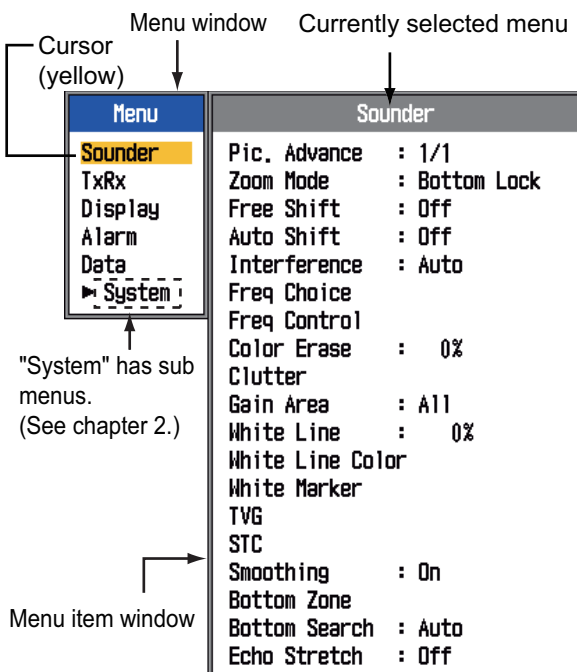 Menu window
Currently selected menu
Cursor
(yellow)
Menu
Sounder
TxRx
Display
Alarm
Data
System
"System" has sub
menus.
(See chapter 2.)
Menu item window
Sounder
Pic. Advance : 1/1
Zoom Mode : Bottom Lock
Free Shift : Off
Auto Shift : Off
Interference : Auto
Freq Choice
Freq Control
Color Erase : 0%
Clutter
Gain Area : All
White Line : 0%
White Line Color
White Marker
TVG
STC
Smoothing : On
Bottom Zone
Bottom Search : Auto
Echo Stretch : Off